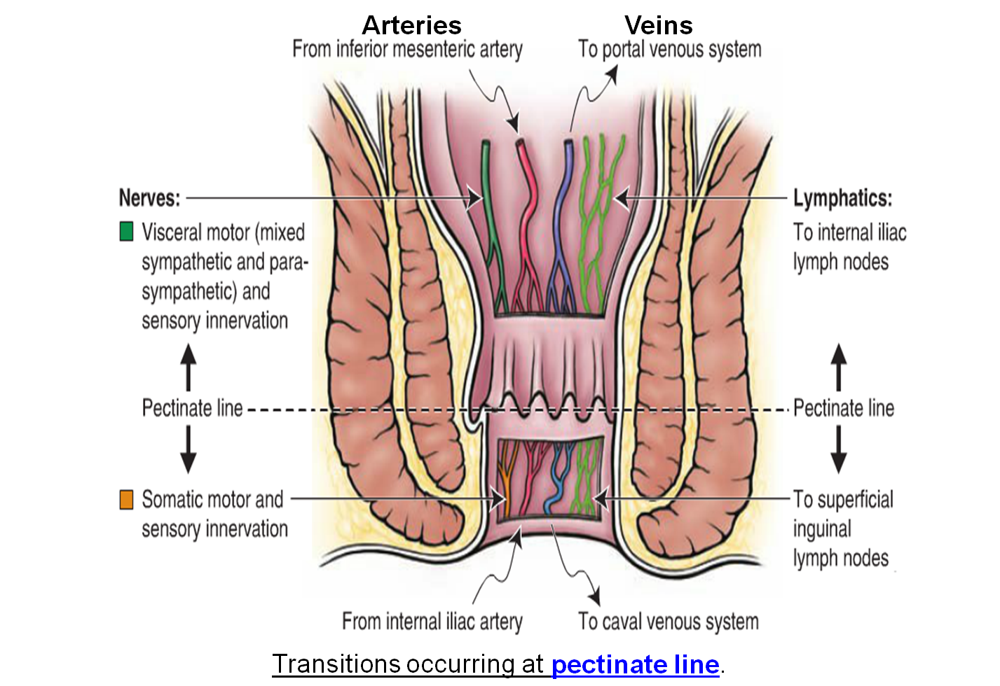 Arteries
Veins
From inferior mesenteric artery
To portal venous system
Nerves:
Visceral motor (mixed
sympathetic and para-
sympathetic) and
sensory innervation
Lymphatics:
To internal iliac
lymph nodes
Pectinate line
Pectinate line
Somatic motor and
sensory innervation
To superficial
inguinal
lymph nodes
From internal iliac artery
To caval venous system
Transitions occurring at pectinate line.